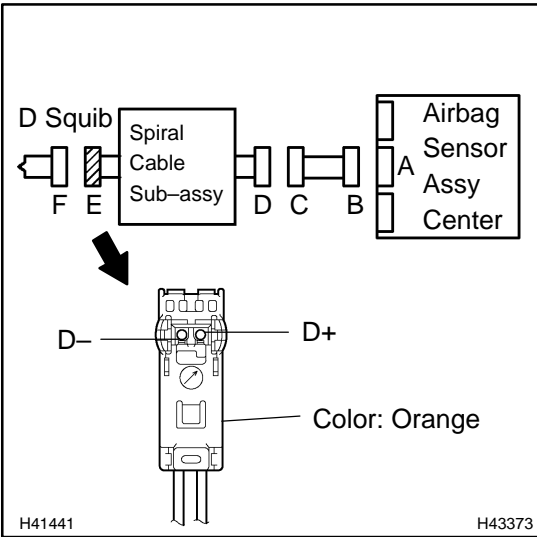 D Squib
Spiral
Cable
Sub–assy
Airbag
Sensor
Assy
Center
F
E
D
C
B
A
D–
D+
Color: Orange
H41441
H43373